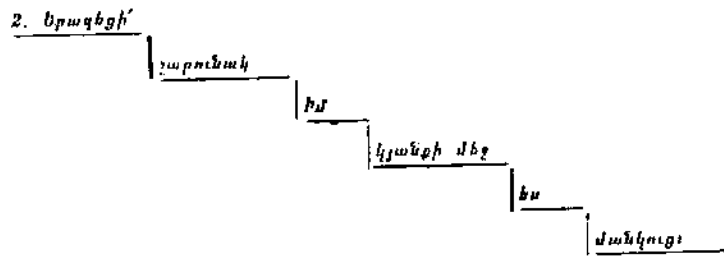 2. Երազեցի՛
շարունակ
իմ
կյանքի մեջ
ես
մանկուց։